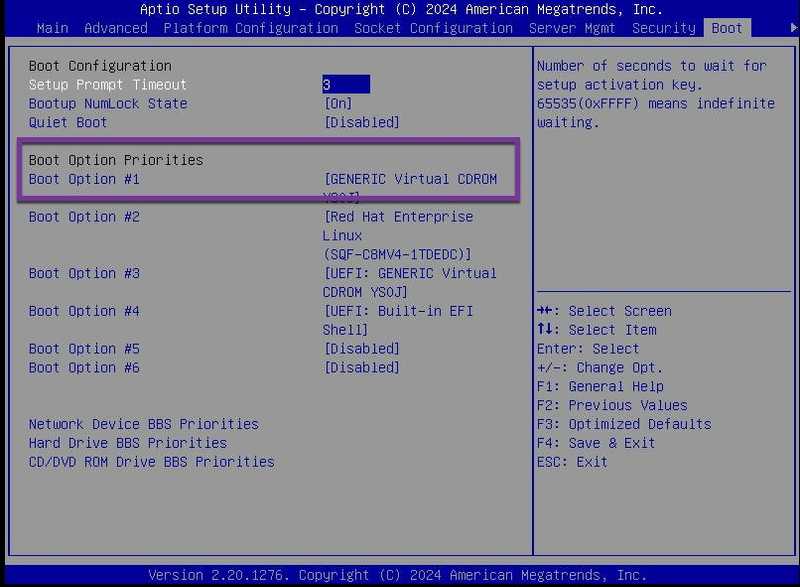 Aptio Setup Utility - Copyright (C) 2024 American Megatrends, Inc.
Main Advanced Platform Configuration Socket Configuration Server Mgmt Security Boot
Boot Configuration
Setup Prompt Timeout 3
Bootup NumLock State [On]
Quiet Boot [Disabled]
Boot Option Priorities
Boot Option #1 [GENERIC Virtual CDROM
YS0J]
Boot Option #2 [Red Hat Enterprise
Linux
(SQF-C8MV4-1TDEDC)]
Boot Option #3 [UEFI: GENERIC Virtual
CDROM YS0J]
Boot Option #4 [UEFI: Built-in EFI
Shell]
Boot Option #5 [Disabled]
Boot Option #6 [Disabled]
Network Device BBS Priorities
Hard Drive BBS Priorities
CD/DVD ROM Drive BBS Priorities
Number of seconds to wait for
setup activation key.
65535(0xFFFF) means indefinite
waiting.
→←: Select Screen
↑↓: Select Item
Enter: Select
+/-: Change Opt.
F1: General Help
F2: Previous Values
F3: Optimized Defaults
F4: Save & Exit
ESC: Exit
Version 2.20.1276. Copyright (C) 2024 American Megatrends, Inc.